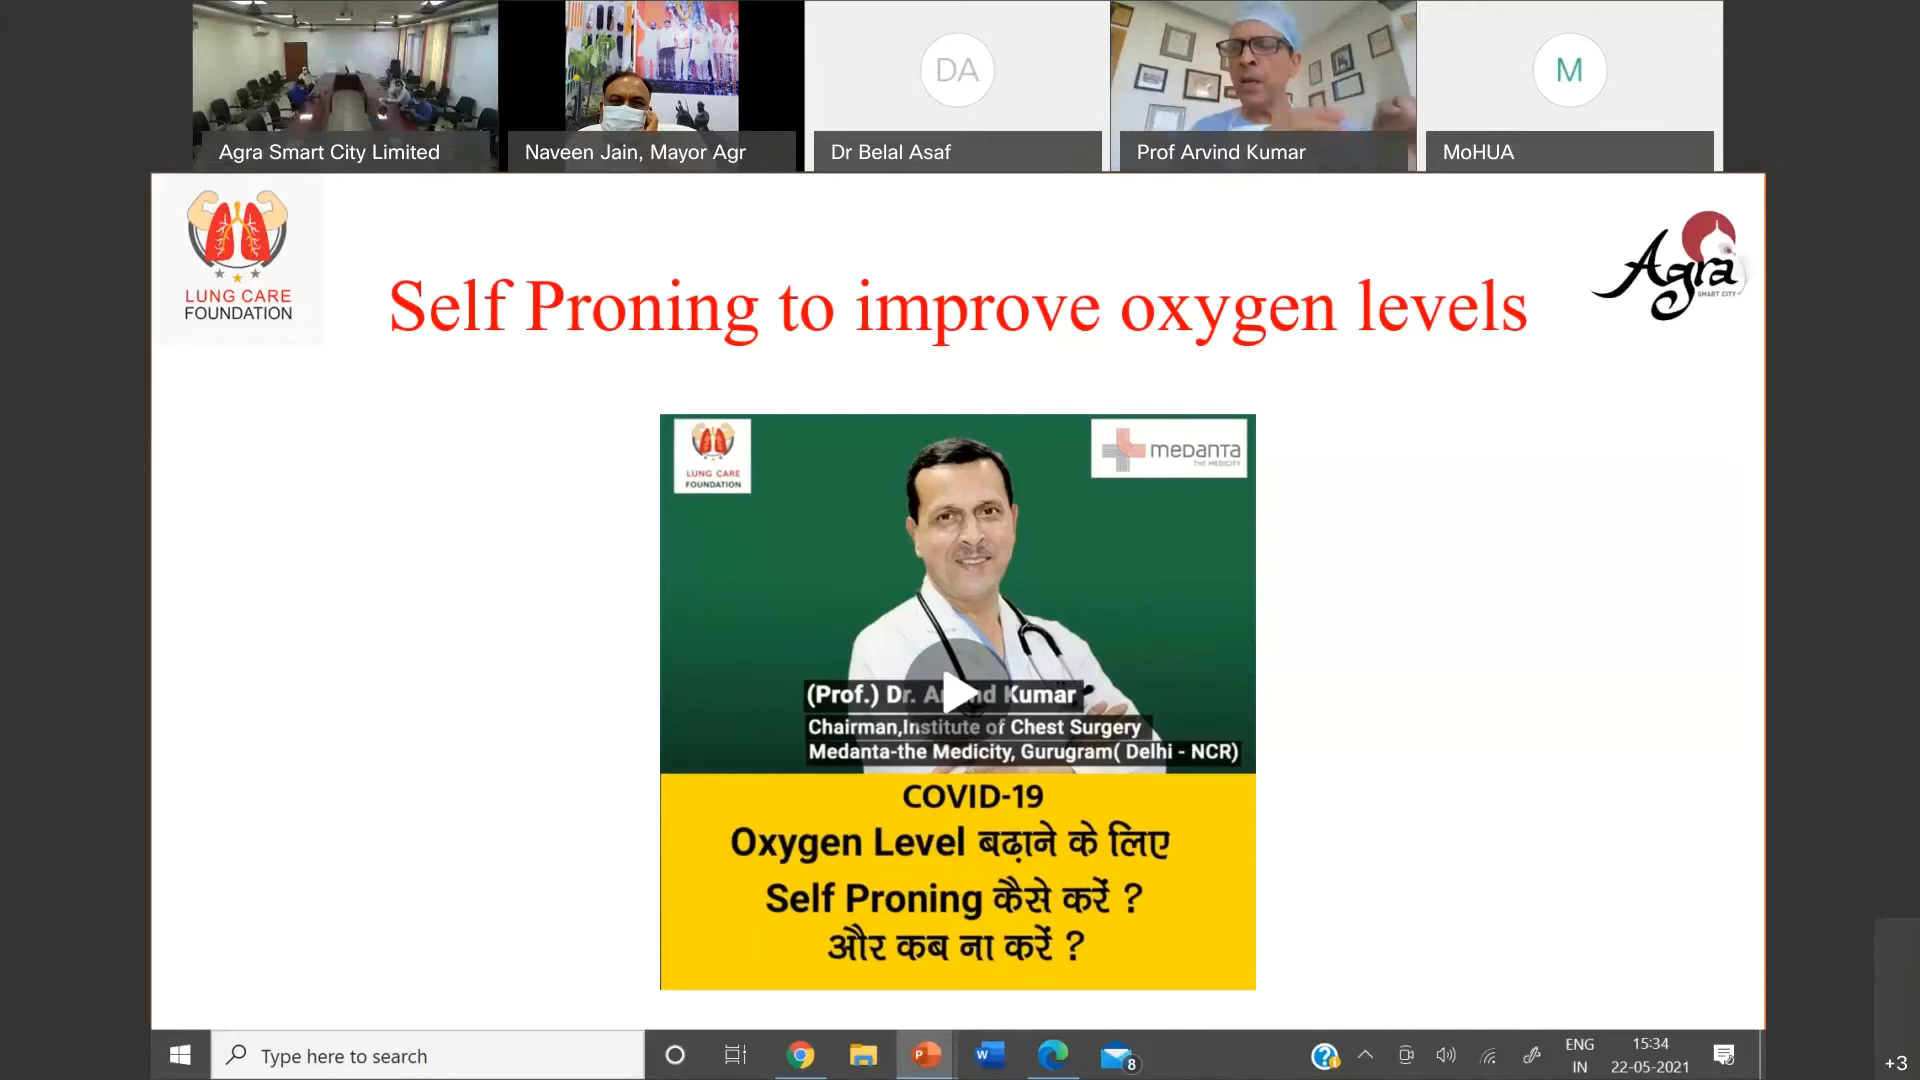 Agra Smart City Limited
Naveen Jain, Mayor Agr
DA
Dr Belal Asaf
Prof Arvind Kumar
M
MoHUA
LUNG CARE
FOUNDATION
Self Proning to improve oxygen levels
Agra
SMART CITY
LUNG CARE
FOUNDATION
medanta
THE MEDICITY
(Prof.) Dr. Arvind Kumar
Chairman,Institute of Chest Surgery
Medanta-the Medicity, Gurugram( Delhi - NCR)
COVID-19
Oxygen Level बढ़ाने के लिए
Self Proning कैसे करें ?
और कब ना करें ?
Type here to search
8
ENG
IN
15:34
22-05-2021
+3